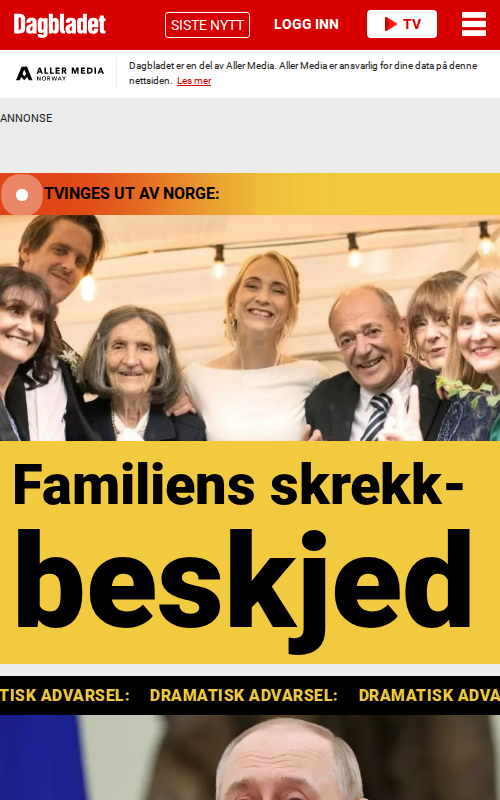 Dagbladet
SISTE NYTT
LOGG INN
TV
ALLER MEDIA
NORWAY
Dagbladet er en del av Aller Media. Aller Media er ansvarlig for dine data på denne
nettsiden. Les mer
ANNONSE
TVINGES UT AV NORGE:
Familiens skrekk-
beskjed
TISK ADVARSEL: DRAMATISK ADVARSEL: DRAMATISK ADVA